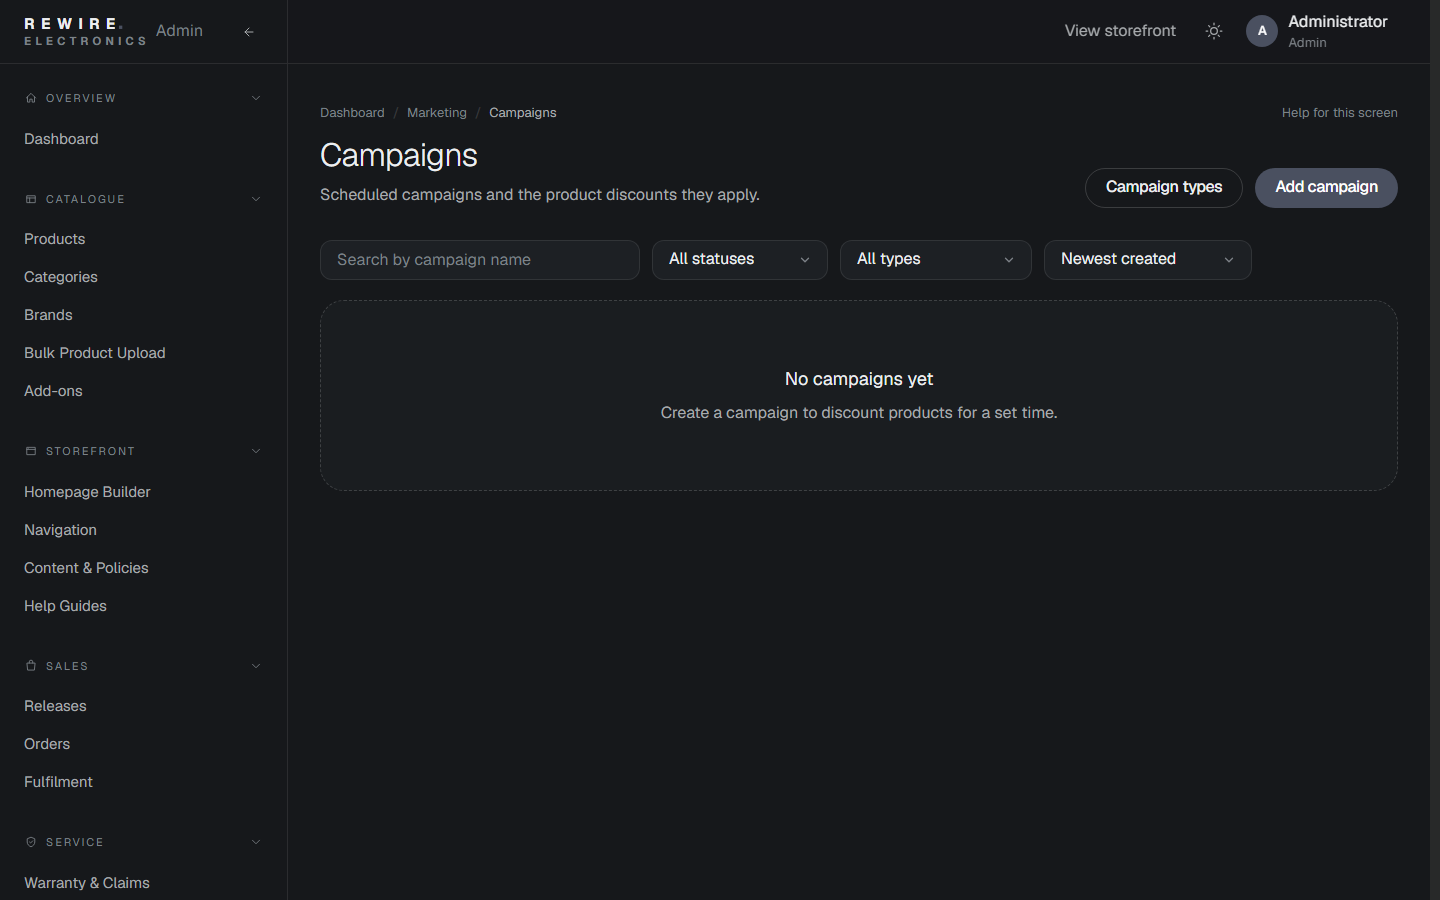 REWIRE.
ELECTRONICS
Admin
View storefront
A
Administrator
Admin
OVERVIEW
Dashboard
CATALOGUE
Products
Categories
Brands
Bulk Product Upload
Add-ons
STOREFRONT
Homepage Builder
Navigation
Content & Policies
Help Guides
SALES
Releases
Orders
Fulfilment
SERVICE
Warranty & Claims
Dashboard / Marketing / Campaigns
Help for this screen
Campaigns
Scheduled campaigns and the product discounts they apply.
Campaign types
Add campaign
Search by campaign name
All statuses
All types
Newest created
No campaigns yet
Create a campaign to discount products for a set time.